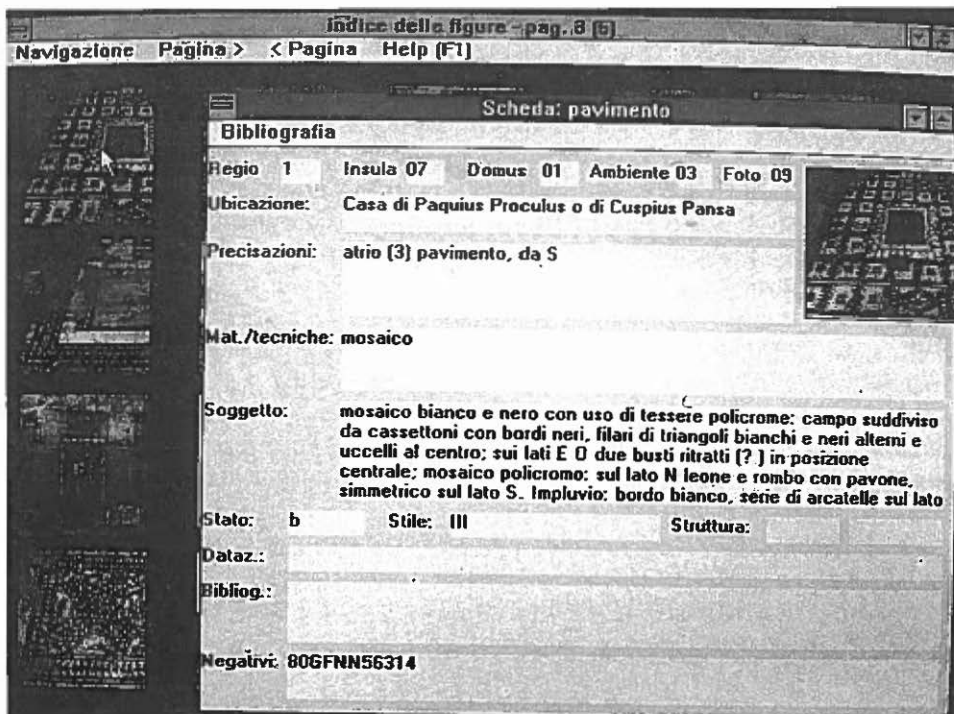 indice delle figure - pag. 8 (5)
Navigazione Pagina > < Pagina Help (F1)
Scheda: pavimento
Bibliografia
Regio 1 Insula 07 Domus 01 Ambiente 03 Foto 09
Ubicazione: Casa di Paquius Proculus o di Cuspius Pansa
Precisazioni: atrio (3) pavimento, da S
Mat./tecniche: mosaico
Soggetto: mosaico bianco e nero con uso di tessere policrome: campo suddiviso
da cassettoni con bordi neri, filari di triangoli bianchi e neri alterni e
uccelli al centro; sui lati E O due busti ritratti (? ) in posizione
centrale; mosaico policromo: sul lato N leone e rombo con pavone,
simmetrico sul lato S. Impluvio: bordo bianco, serie di arcatelle sul lato
Stato: b Stile: III Struttura:
Dataz.:
Bibliog.:
Negativi: 80GFNN56314